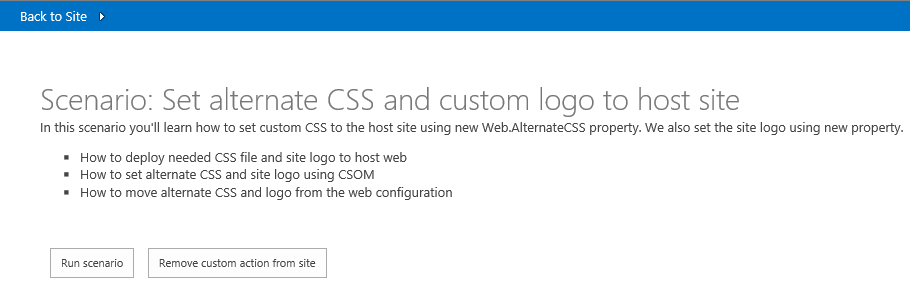 Back to Site
Scenario: Set alternate CSS and custom logo to host site
In this scenario you'll learn how to set custom CSS to the host site using new Web.AlternateCSS property. We also set the site logo using new property.
How to deploy needed CSS file and site logo to host web
How to set alternate CSS and site logo using CSOM
How to move alternate CSS and logo from the web configuration
Run scenario
Remove custom action from site